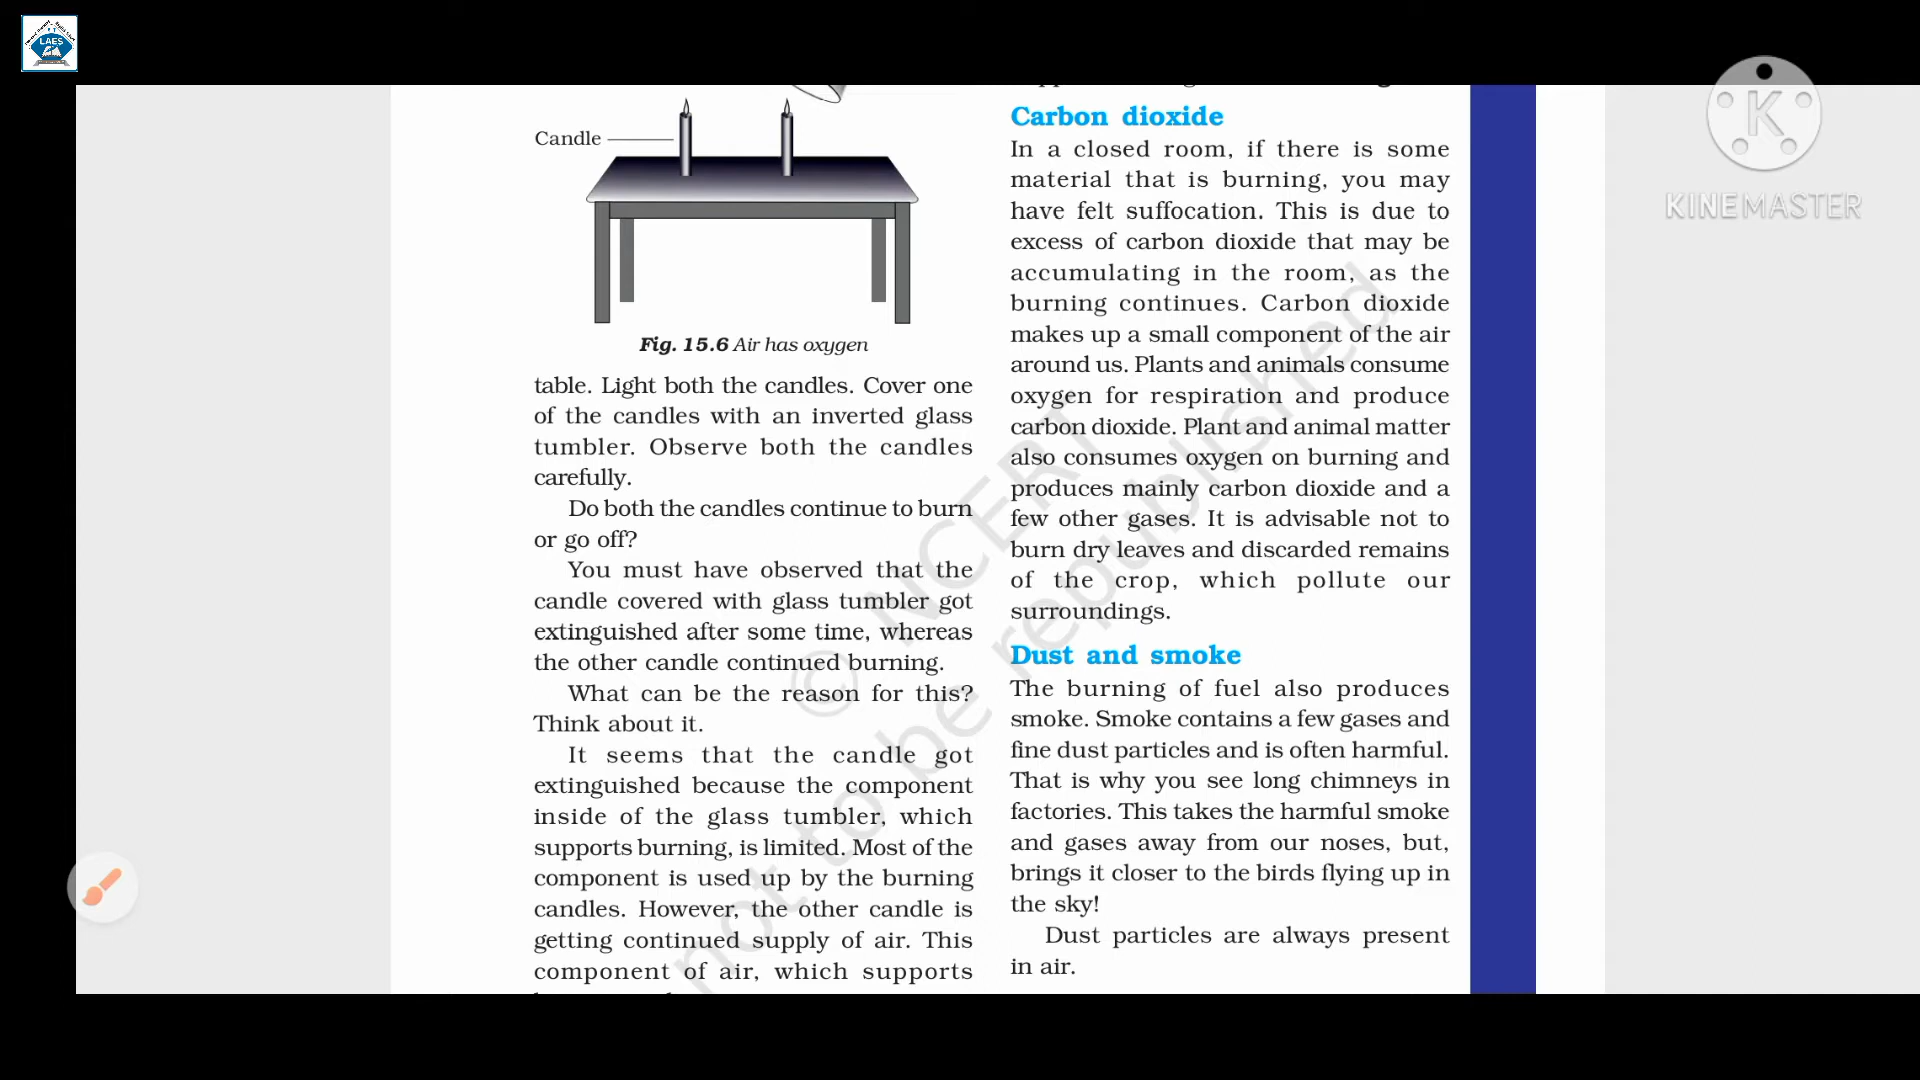 LAES
Candle
Fig. 15.6 Air has oxygen
table. Light both the candles. Cover one
of the candles with an inverted glass
tumbler. Observe both the candles
carefully.
Do both the candles continue to burn
or go off?
You must have observed that the
candle covered with glass tumbler got
extinguished after some time, whereas
the other candle continued burning.
What can be the reason for this?
Think about it.
It seems that the candle got
extinguished because the component
inside of the glass tumbler, which
supports burning, is limited. Most of the
component is used up by the burning
candles. However, the other candle is
getting continued supply of air. This
component of air, which supports
Carbon dioxide
In a closed room, if there is some
material that is burning, you may
have felt suffocation. This is due to
excess of carbon dioxide that may be
accumulating in the room, as the
burning continues. Carbon dioxide
makes up a small component of the air
around us. Plants and animals consume
oxygen for respiration and produce
carbon dioxide. Plant and animal matter
also consumes oxygen on burning and
produces mainly carbon dioxide and a
few other gases. It is advisable not to
burn dry leaves and discarded remains
of the crop, which pollute our
surroundings.
Dust and smoke
The burning of fuel also produces
smoke. Smoke contains a few gases and
fine dust particles and is often harmful.
That is why you see long chimneys in
factories. This takes the harmful smoke
and gases away from our noses, but,
brings it closer to the birds flying up in
the sky!
Dust particles are always present
in air.
© NCERT
not to be republished
K
KINEMASTER